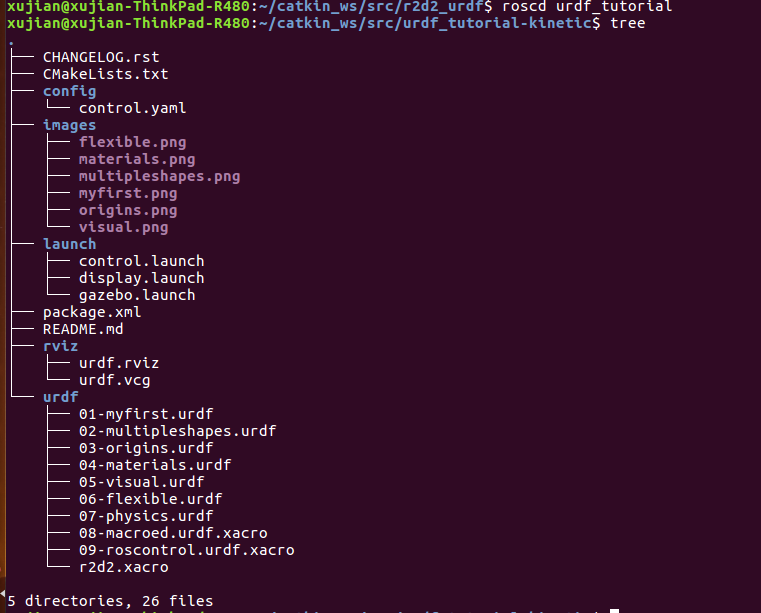 xujian@xujian-ThinkPad-R480:~/catkin_ws/src/r2d2_urdf$ roscd urdf_tutorial
xujian@xujian-ThinkPad-R480:~/catkin_ws/src/urdf_tutorial-kinetic$ tree
.
├── CHANGELOG.rst
├── CMakeLists.txt
├── config
│   └── control.yaml
├── images
│   ├── flexible.png
│   ├── materials.png
│   ├── multipleshapes.png
│   ├── myfirst.png
│   ├── origins.png
│   └── visual.png
├── launch
│   ├── control.launch
│   ├── display.launch
│   └── gazebo.launch
├── package.xml
├── README.md
├── rviz
│   ├── urdf.rviz
│   └── urdf.vcg
└── urdf
    ├── 01-myfirst.urdf
    ├── 02-multipleshapes.urdf
    ├── 03-origins.urdf
    ├── 04-materials.urdf
    ├── 05-visual.urdf
    ├── 06-flexible.urdf
    ├── 07-physics.urdf
    ├── 08-macroed.urdf.xacro
    ├── 09-roscontrol.urdf.xacro
    └── r2d2.xacro
5 directories, 26 files